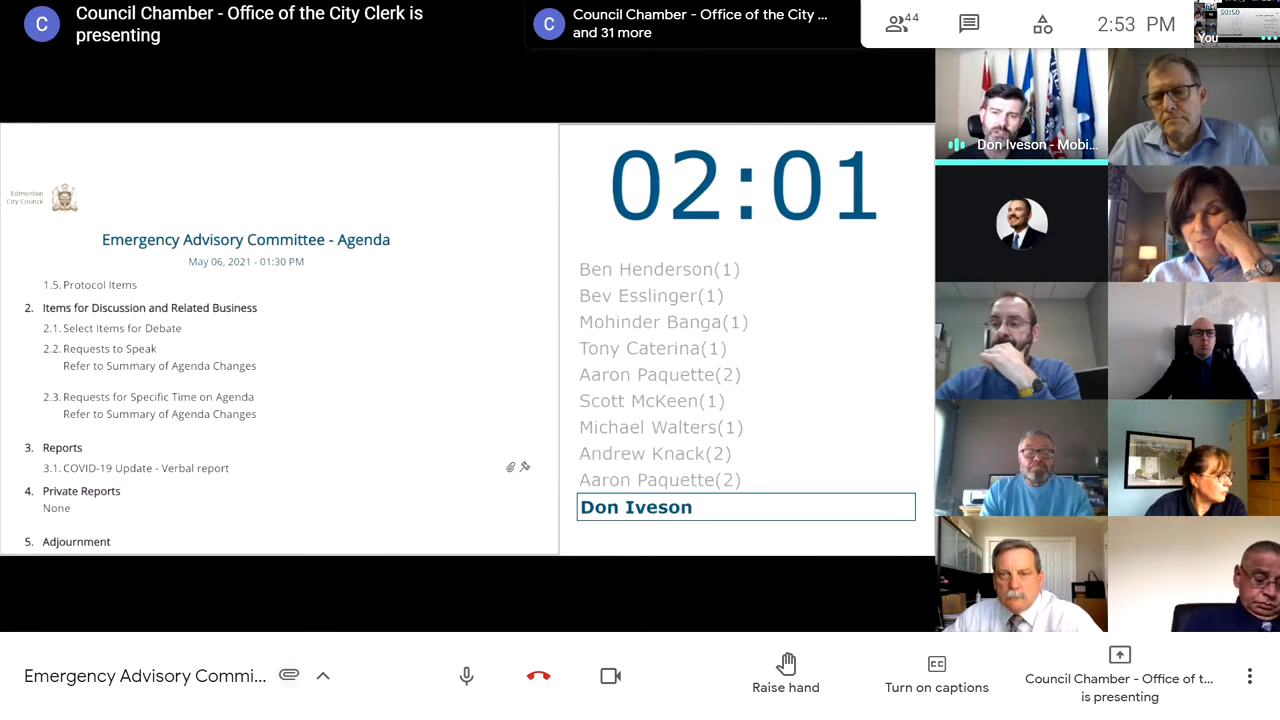 C
Council Chamber - Office of the City Clerk is
presenting
C
Council Chamber - Office of the City ...
and 31 more
44
2:53 PM
You
Don Iveson - Mobi...
Edmonton
City Council
Emergency Advisory Committee - Agenda
May 06, 2021 - 01:30 PM
1.5. Protocol Items
2. Items for Discussion and Related Business
2.1. Select Items for Debate
2.2. Requests to Speak
Refer to Summary of Agenda Changes
2.3. Requests for Specific Time on Agenda
Refer to Summary of Agenda Changes
3. Reports
3.1. COVID-19 Update - Verbal report
4. Private Reports
None
5. Adjournment
02:01
Ben Henderson(1)
Bev Esslinger(1)
Mohinder Banga(1)
Tony Caterina(1)
Aaron Paquette(2)
Scott McKeen(1)
Michael Walters(1)
Andrew Knack(2)
Aaron Paquette(2)
Don Iveson
Emergency Advisory Commi...
Raise hand
CC
Turn on captions
Council Chamber - Office of t...
is presenting